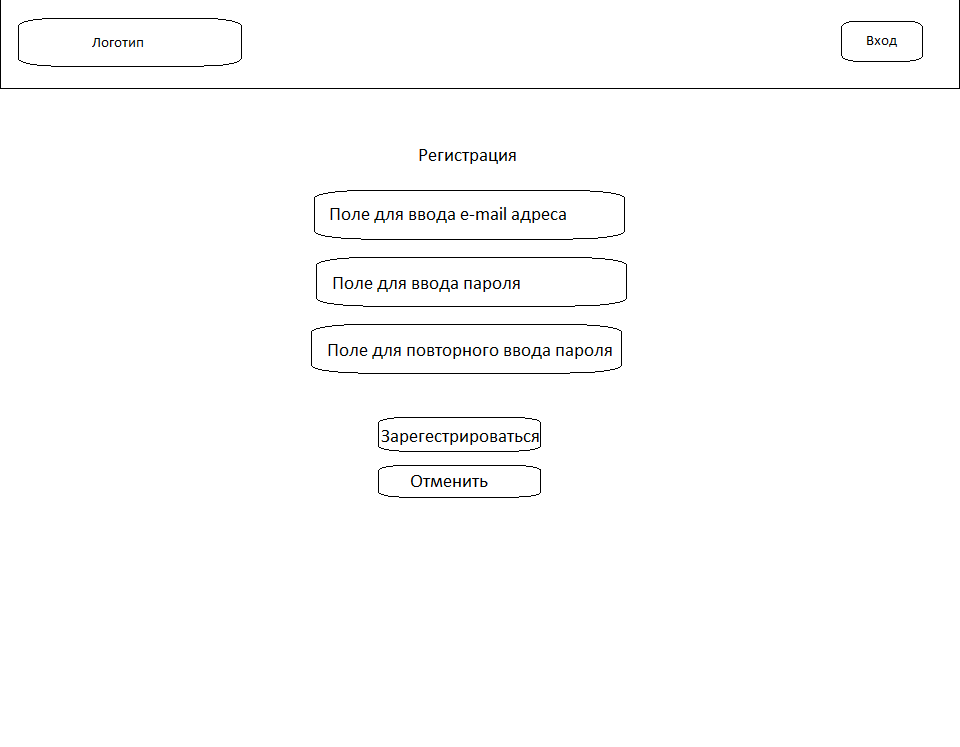 Логотип
Вход
Регистрация
Поле для ввода e-mail адреса
Поле для ввода пароля
Поле для повторного ввода пароля
Зарегестрироваться
Отменить